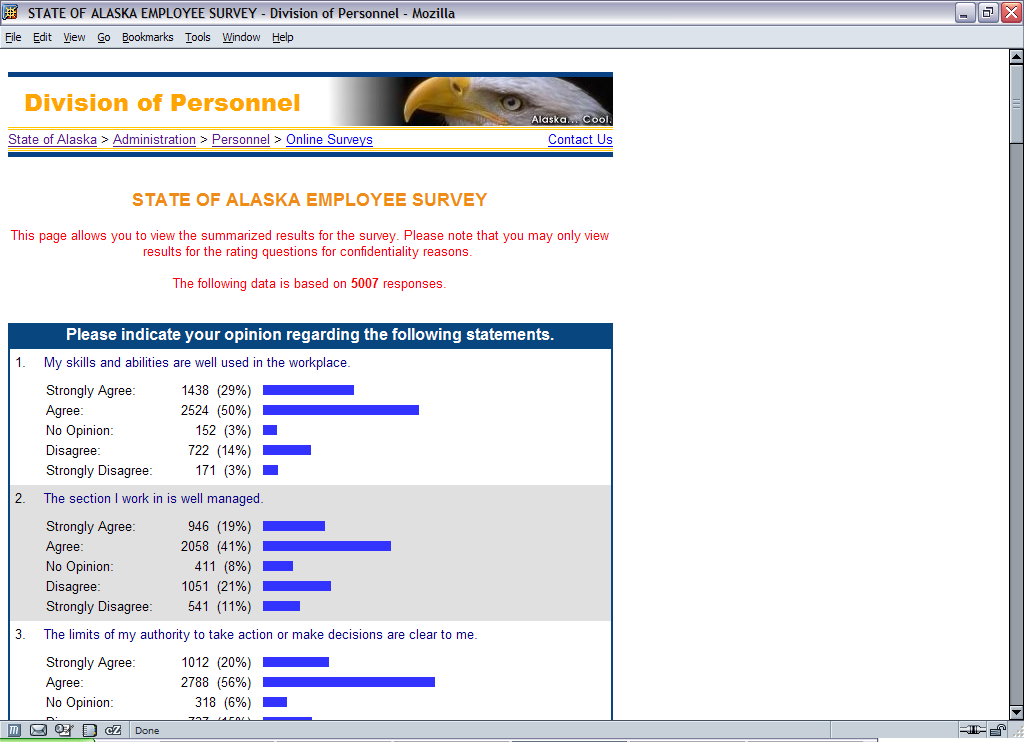 STATE OF ALASKA EMPLOYEE SURVEY - Division of Personnel - Mozilla
File Edit View Go Bookmarks Tools Window Help
Division of Personnel
Alaska... Cool.
State of Alaska > Administration > Personnel > Online Surveys Contact Us
STATE OF ALASKA EMPLOYEE SURVEY
This page allows you to view the summarized results for the survey. Please note that you may only view
results for the rating questions for confidentiality reasons.
The following data is based on 5007 responses.
Please indicate your opinion regarding the following statements.
1. My skills and abilities are well used in the workplace.
Strongly Agree: 1438 (29%)
Agree: 2524 (50%)
No Opinion: 152 (3%)
Disagree: 722 (14%)
Strongly Disagree: 171 (3%)
2. The section I work in is well managed.
Strongly Agree: 946 (19%)
Agree: 2058 (41%)
No Opinion: 411 (8%)
Disagree: 1051 (21%)
Strongly Disagree: 541 (11%)
3. The limits of my authority to take action or make decisions are clear to me.
Strongly Agree: 1012 (20%)
Agree: 2788 (56%)
No Opinion: 318 (6%)
cZ Done